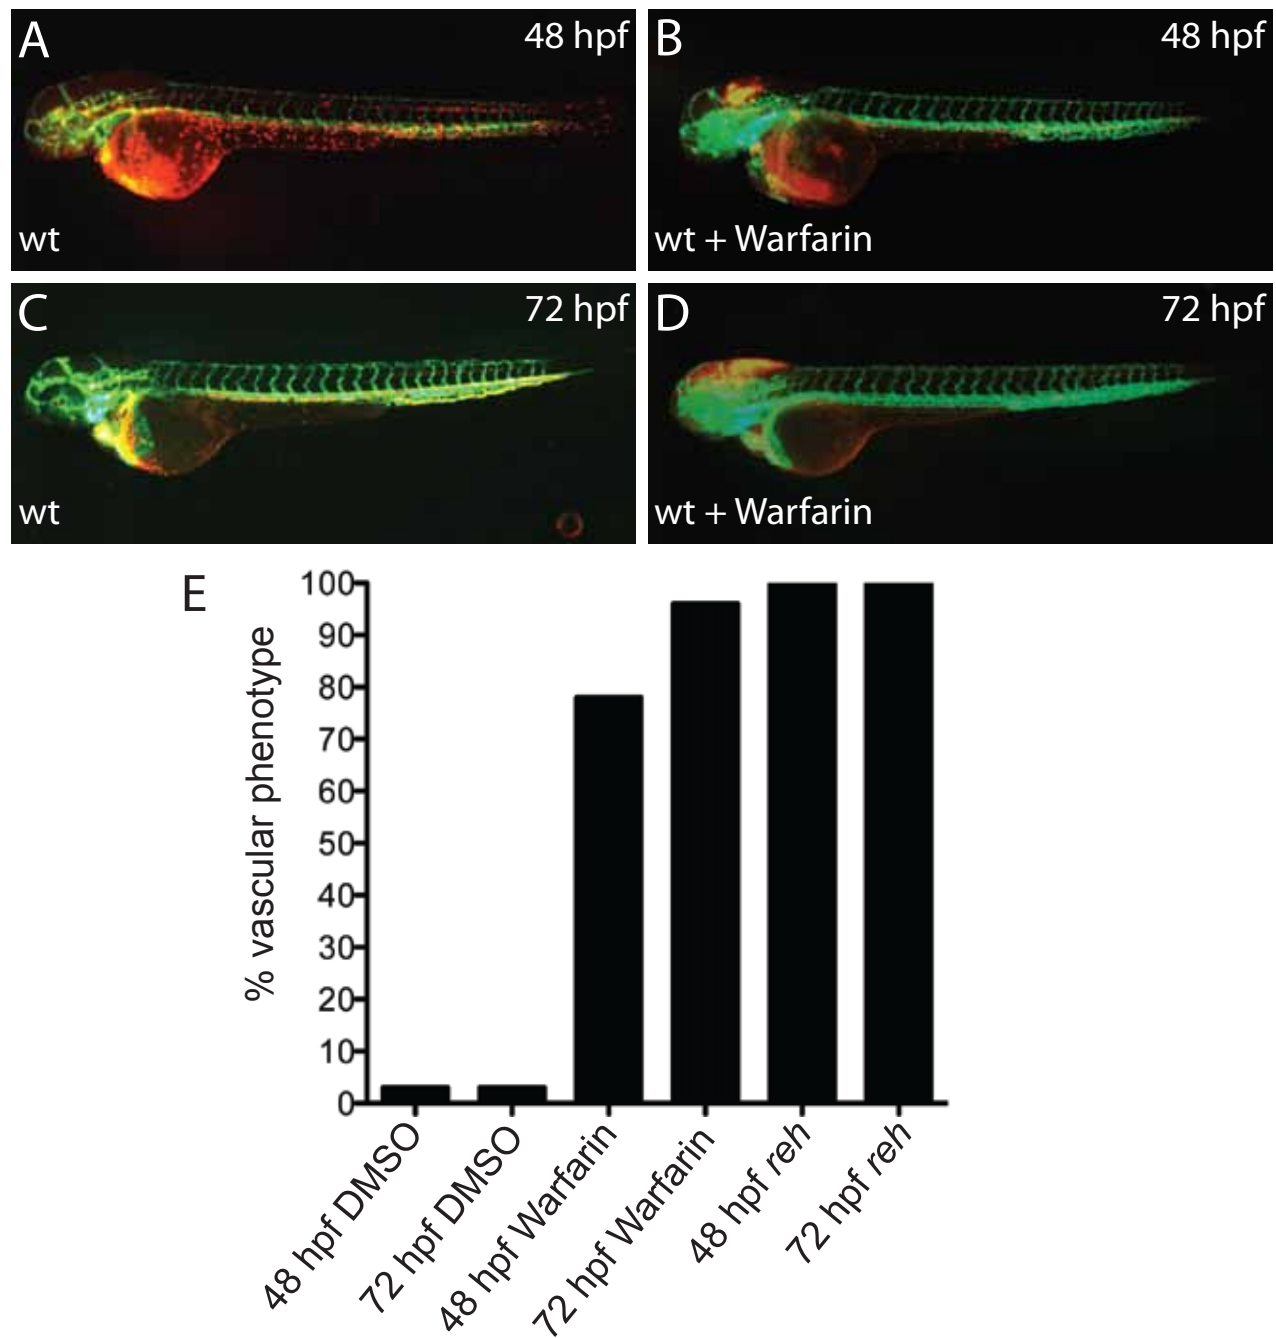 A
48 hpf
wt
B
48 hpf
wt + Warfarin
C
72 hpf
wt
D
72 hpf
wt + Warfarin
E
% vascular phenotype
100
90
80
70
60
50
40
30
20
10
0
48 hpf DMSO
72 hpf DMSO
48 hpf Warfarin
72 hpf Warfarin
48 hpf reh
72 hpf reh